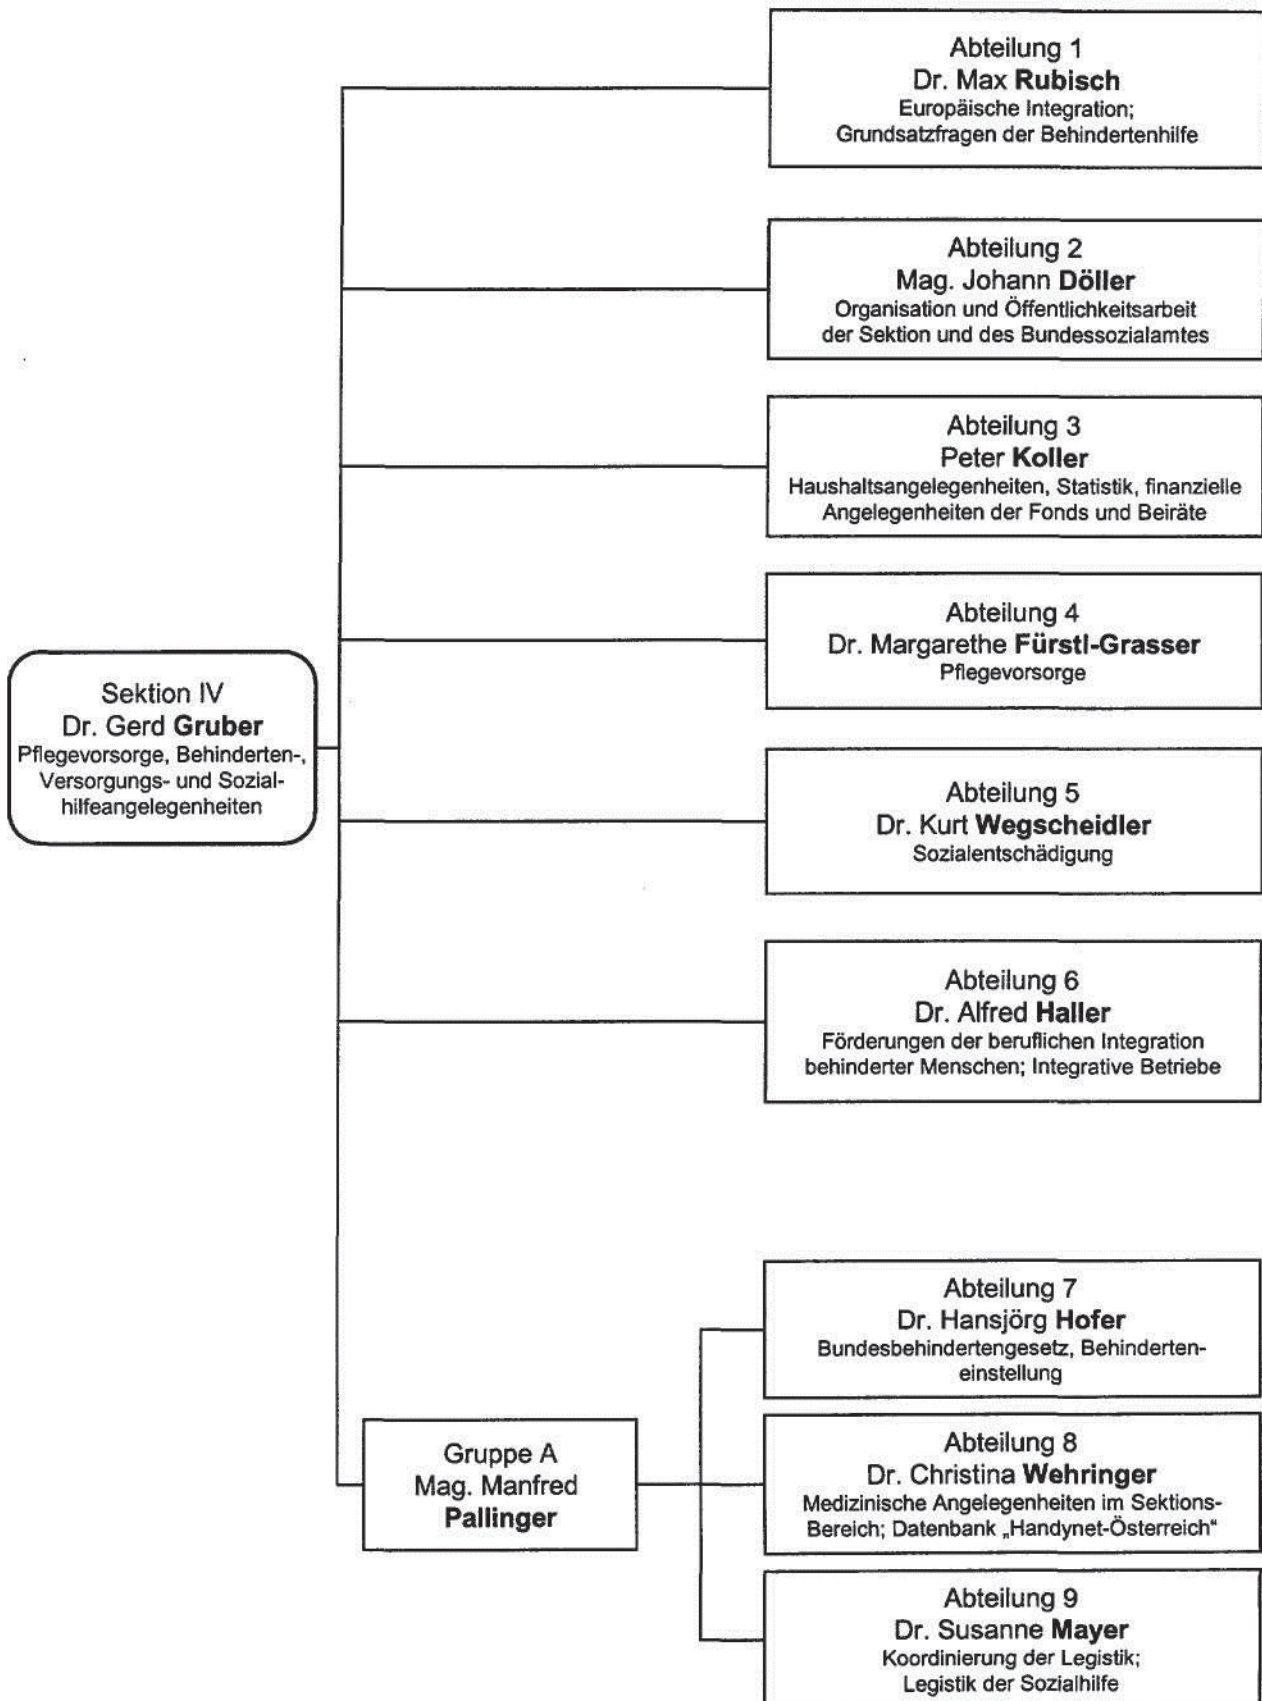 Abteilung 1
Dr. Max Rubisch
Europäische Integration;
Grundsatzfragen der Behindertenhilfe
Abteilung 2
Mag. Johann Döller
Organisation und Öffentlichkeitsarbeit
der Sektion und des Bundessozialamtes
Abteilung 3
Peter Koller
Haushaltsangelegenheiten, Statistik, finanzielle
Angelegenheiten der Fonds und Beiräte
Abteilung 4
Dr. Margarethe Fürstl-Grasser
Pflegevorsorge
Sektion IV
Dr. Gerd Gruber
Pflegevorsorge, Behinderten-,
Versorgungs- und Sozial-
hilfeangelegenheiten
Abteilung 5
Dr. Kurt Wegscheidler
Sozialentschädigung
Abteilung 6
Dr. Alfred Haller
Förderungen der beruflichen Integration
behinderter Menschen; Integrative Betriebe
Abteilung 7
Dr. Hansjörg Hofer
Bundesbehindertengesetz, Behinderten-
einstellung
Gruppe A
Mag. Manfred
Pallinger
Abteilung 8
Dr. Christina Wehringer
Medizinische Angelegenheiten im Sektions-
Bereich; Datenbank „Handynet-Österreich“
Abteilung 9
Dr. Susanne Mayer
Koordinierung der Legistik;
Legistik der Sozialhilfe